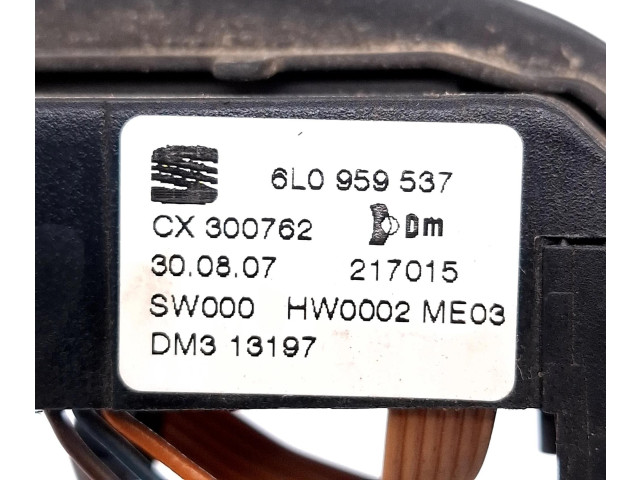 6L0 959 537
CX 300762 Dm
30.08.07 217015
SW000 HW0002 ME03
DM3 13197